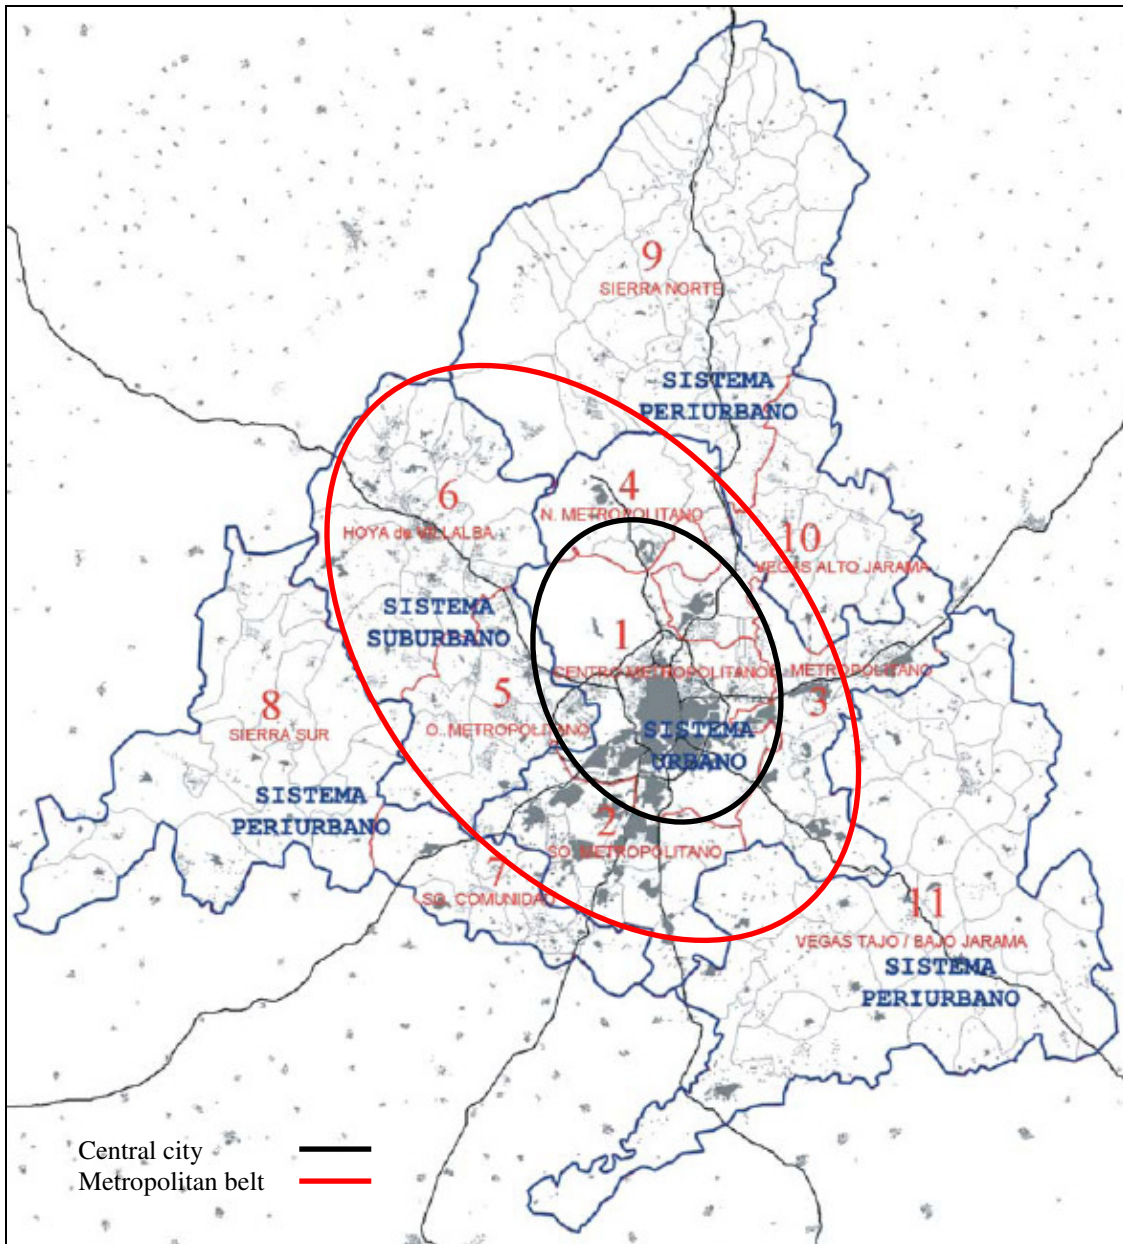 9
SIERRA NORTE
SISTEMA
PERIURBANO
6
HOYA de VILLALBA
4
N. METROPOLITANO
10
VEGAS ALTO JARAMA
SISTEMA
SUBURBANO
1
CENTRO METROPOLITANO
METROPOLITANO
3
5
O. METROPOLITANO
8
SIERRA SUR
SISTEMA
URBANO
SISTEMA
PERIURBANO
2
SO. METROPOLITANO
7
SO. COMUNIDAD
11
VEGAS TAJO / BAJO JARAMA
SISTEMA
PERIURBANO
Central city
Metropolitan belt